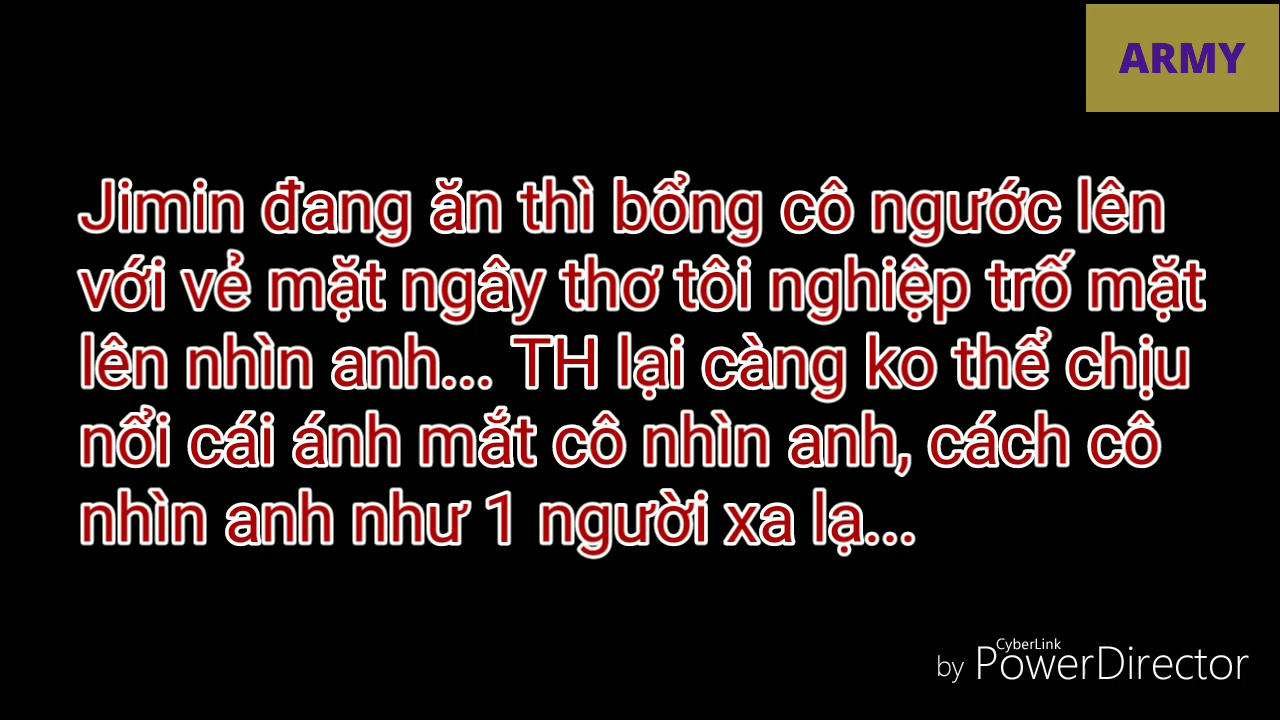 ARMY
Jimin đang ăn thì bổng cô ngước lên
với vẻ mặt ngây thơ tôi nghiệp trố mặt
lên nhìn anh... TH lại càng ko thể chịu
nổi cái ánh mắt cô nhìn anh, cách cô
nhìn anh như 1 người xa lạ...
CyberLink
by PowerDirector